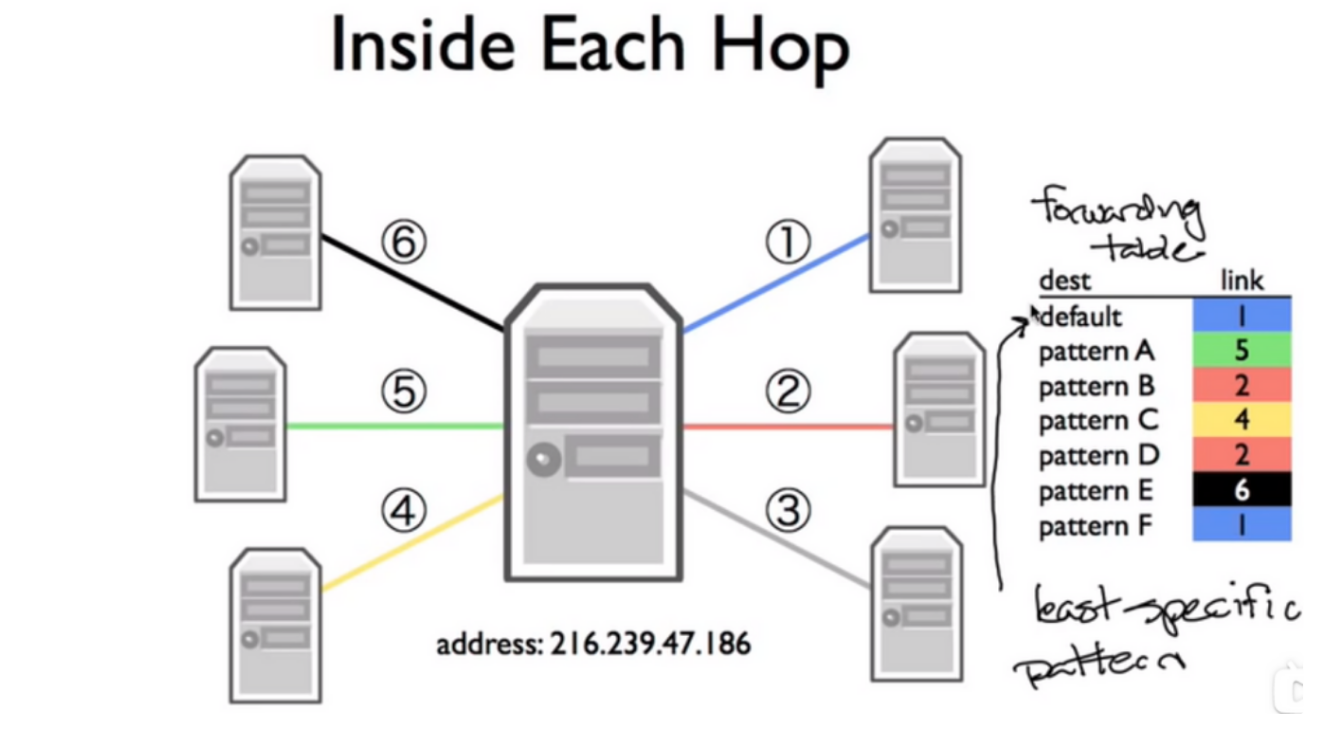 Inside Each Hop
⑥
①
⑤
②
④
③
address: 216.239.47.186
forwarding
table
dest link
default 1
pattern A 5
pattern B 2
pattern C 4
pattern D 2
pattern E 6
pattern F 1
least specific
pattern